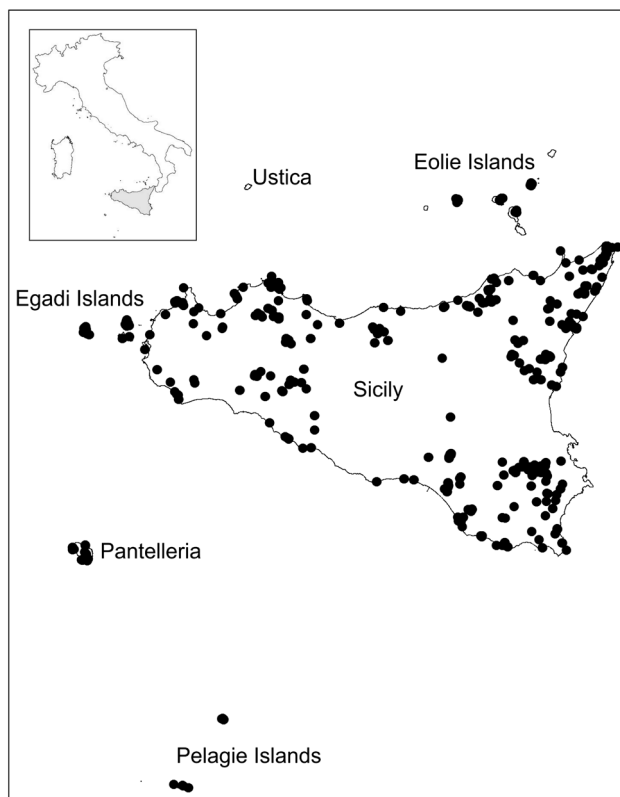 Eolie Islands
Ustica
Egadi Islands
Sicily
Pantelleria
Pelagie Islands